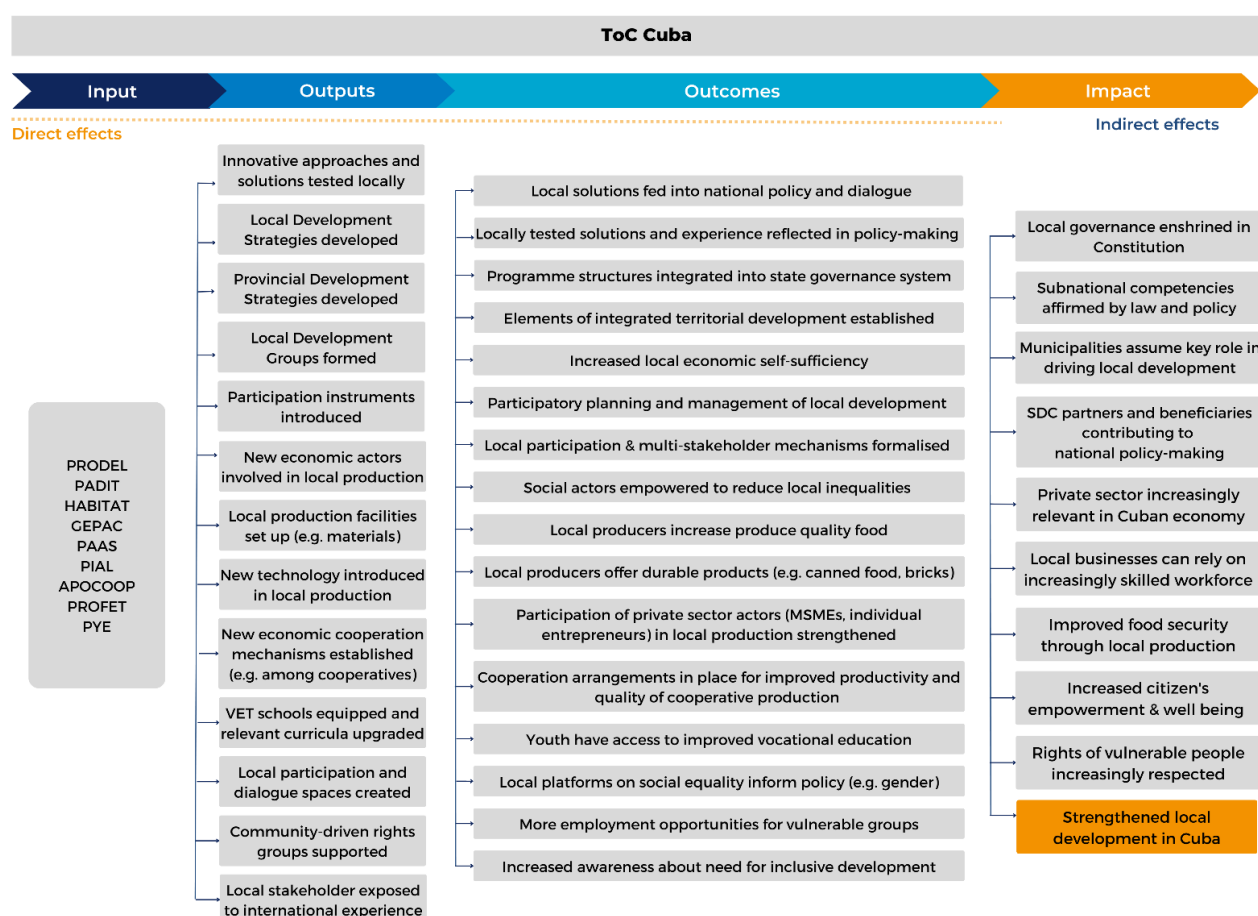 ToC Cuba
Input
Outputs
Outcomes
Impact
Direct effects
Indirect effects
PRODEL
PADIT
HABITAT
GEPAC
PAAS
PIAL
APOCOOP
PROFET
PYE
Innovative approaches and
solutions tested locally
Local Development
Strategies developed
Provincial Development
Strategies developed
Local Development
Groups formed
Participation instruments
introduced
New economic actors
involved in local production
Local production facilities
set up (e.g. materials)
New technology introduced
in local production
New economic cooperation
mechanisms established
(e.g. among cooperatives)
VET schools equipped and
relevant curricula upgraded
Local participation and
dialogue spaces created
Community-driven rights
groups supported
Local stakeholder exposed
to international experience
Local solutions fed into national policy and dialogue
Locally tested solutions and experience reflected in policy-making
Programme structures integrated into state governance system
Elements of integrated territorial development established
Increased local economic self-sufficiency
Participatory planning and management of local development
Local participation & multi-stakeholder mechanisms formalised
Social actors empowered to reduce local inequalities
Local producers increase produce quality food
Local producers offer durable products (e.g. canned food, bricks)
Participation of private sector actors (MSMEs, individual
entrepreneurs) in local production strengthened
Cooperation arrangements in place for improved productivity and
quality of cooperative production
Youth have access to improved vocational education
Local platforms on social equality inform policy (e.g. gender)
More employment opportunities for vulnerable groups
Increased awareness about need for inclusive development
Local governance enshrined in
Constitution
Subnational competencies
affirmed by law and policy
Municipalities assume key role in
driving local development
SDC partners and beneficiaries
contributing to
national policy-making
Private sector increasingly
relevant in Cuban economy
Local businesses can rely on
increasingly skilled workforce
Improved food security
through local production
Increased citizen's
empowerment & well being
Rights of vulnerable people
increasingly respected
Strengthened local
development in Cuba